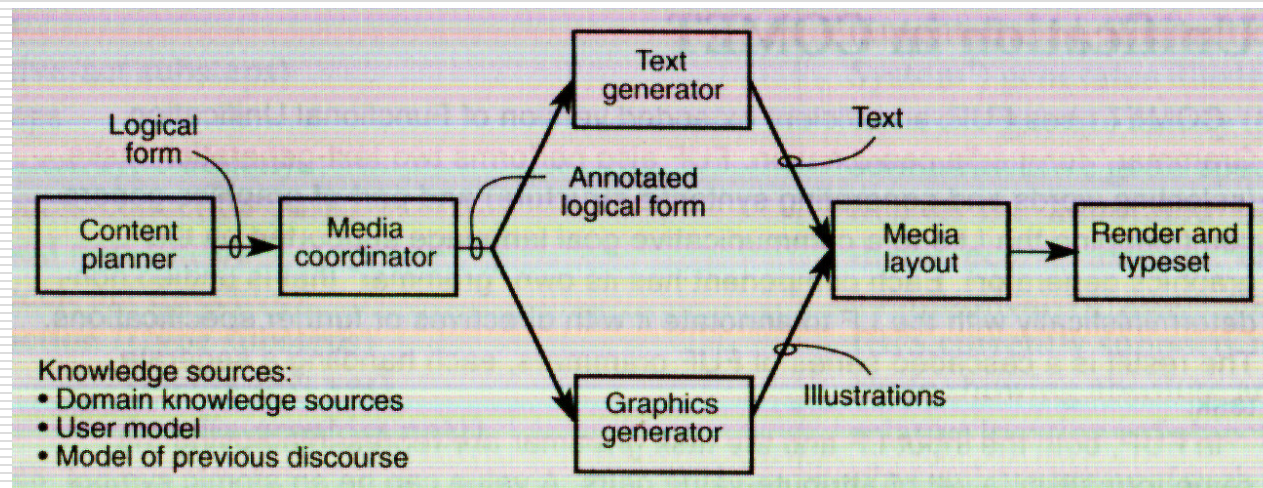 Text
generator
Logical
form
Text
Annotated
logical form
Content
planner
Media
coordinator
Media
layout
Render and
typeset
Knowledge sources:
• Domain knowledge sources
• User model
• Model of previous discourse
Graphics
generator
Illustrations